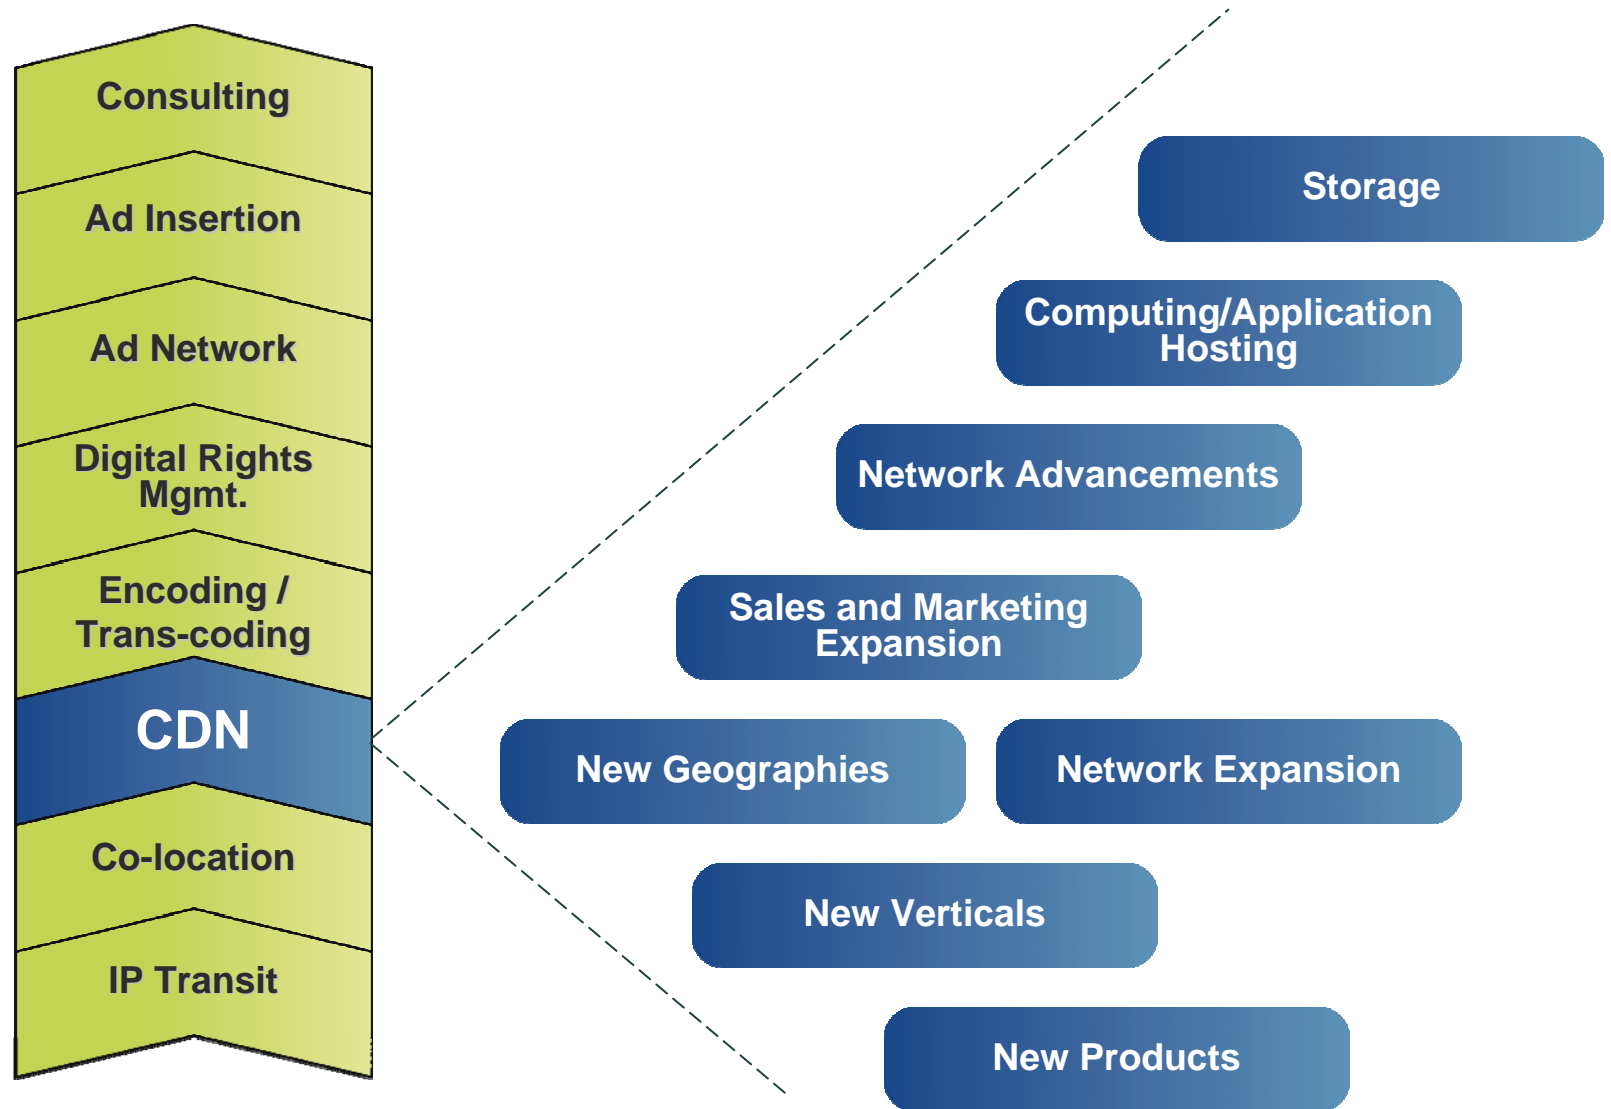 Consulting
Ad Insertion
Ad Network
Digital Rights
Mgmt.
Encoding /
Trans-coding
CDN
Co-location
IP Transit
Storage
Computing/Application
Hosting
Network Advancements
Sales and Marketing
Expansion
New Geographies
Network Expansion
New Verticals
New Products